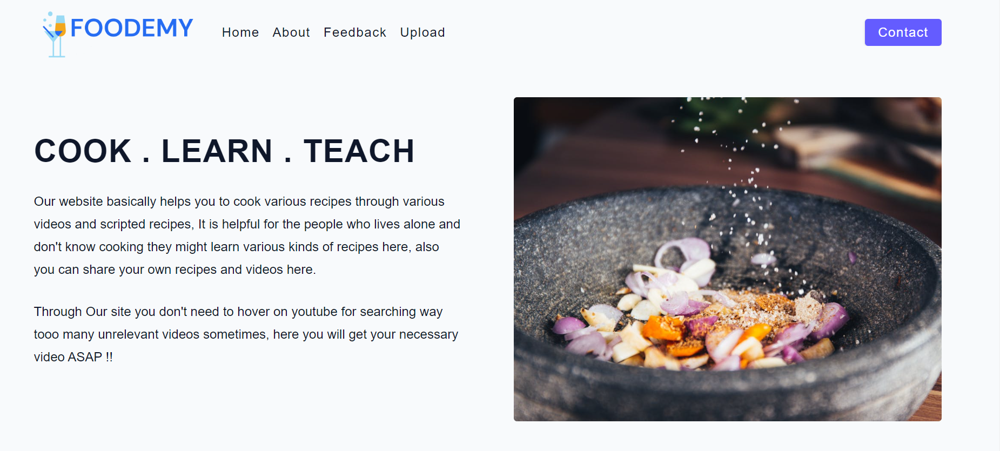 FOODEMY
Home About Feedback Upload
Contact
COOK . LEARN . TEACH
Our website basically helps you to cook various recipes through various
videos and scripted recipes, It is helpful for the people who lives alone and
don't know cooking they might learn various kinds of recipes here, also
you can share your own recipes and videos here.
Through Our site you don't need to hover on youtube for searching way
tooo many unrelevant videos sometimes, here you will get your necessary
video ASAP !!